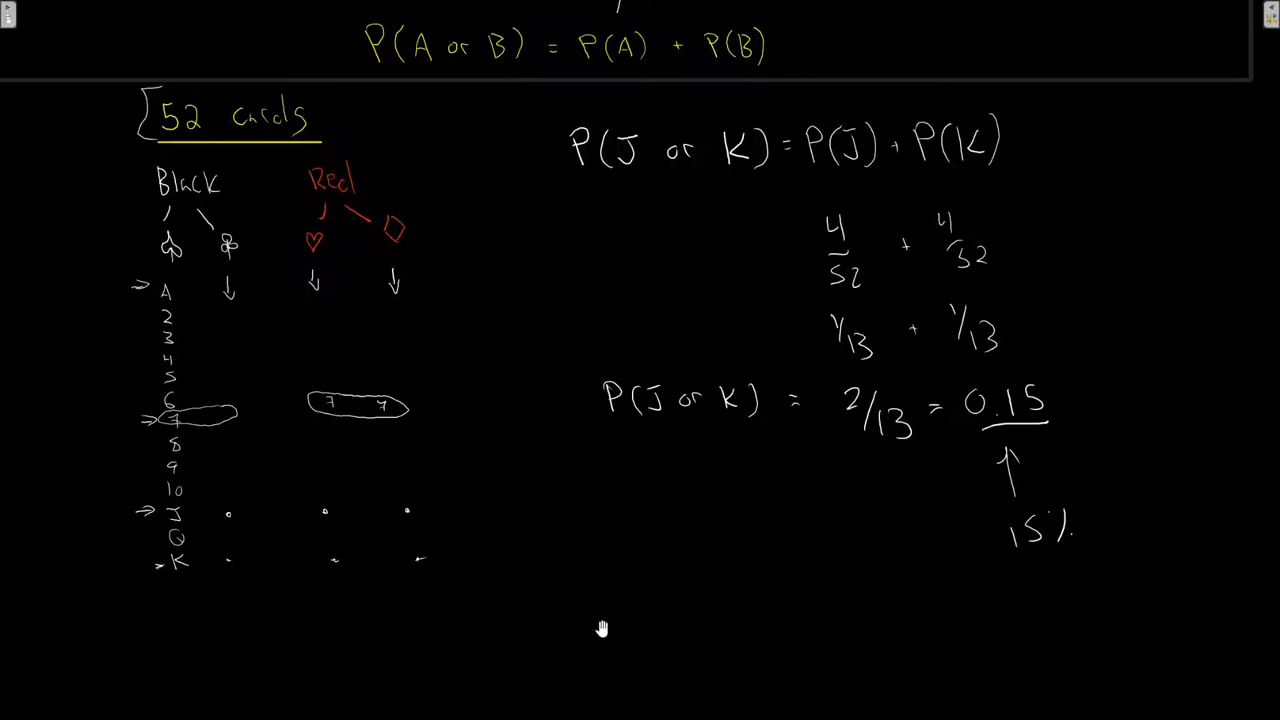 P(A or B) = P(A) + P(B)
52 cards
Black Red
A
2
3
4
5
6
7 7 7
8
9
10
J
Q
K
P(J or K) = P(J) + P(K)
4/52 + 4/52
1/13 + 1/13
P(J or K) = 2/13 = 0.15
15%